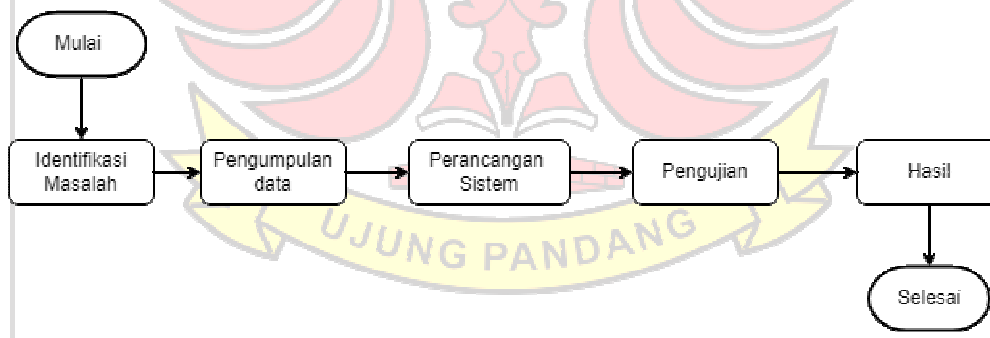 Mulai
Identifikasi
Masalah
Pengumpulan
data
Perancangan
Sistem
Pengujian
Hasil
Selesai
UJUNG PANDANG